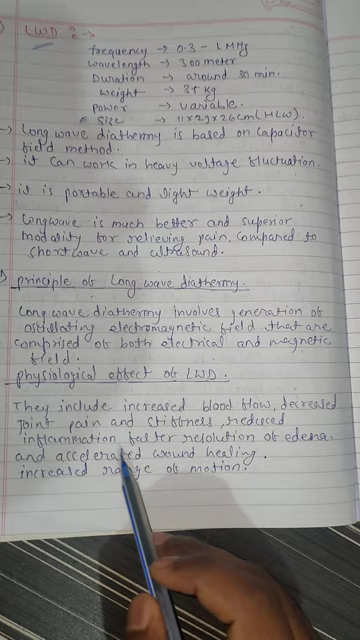 LWD :→
frequency → 0.3 - 1 MHz
wavelength → 300 meter
Duration → around 30 min.
weight → 35 kg
power → variable.
Size → 11x29x26cm (HLW).
→ Long wave diathermy is based on capacitor
field method.
→ it can work in heavy voltage fluctuation.
→ it is portable and light weight.
→ Longwave is much better and superior
modality for relieving pain, compared to
shortwave and ultrasound.
principle of Long wave diathermy.
Long wave diathermy involves generation of
oscillating electromagnetic field that are
comprised of both electrical and magnetic
field.
physiological effect of LWD.
They include increased blood flow, decreased
joint pain and stiffness, reduced
inflammation faster resolution of edema
and accelerated wound healing.
increased range of motion.